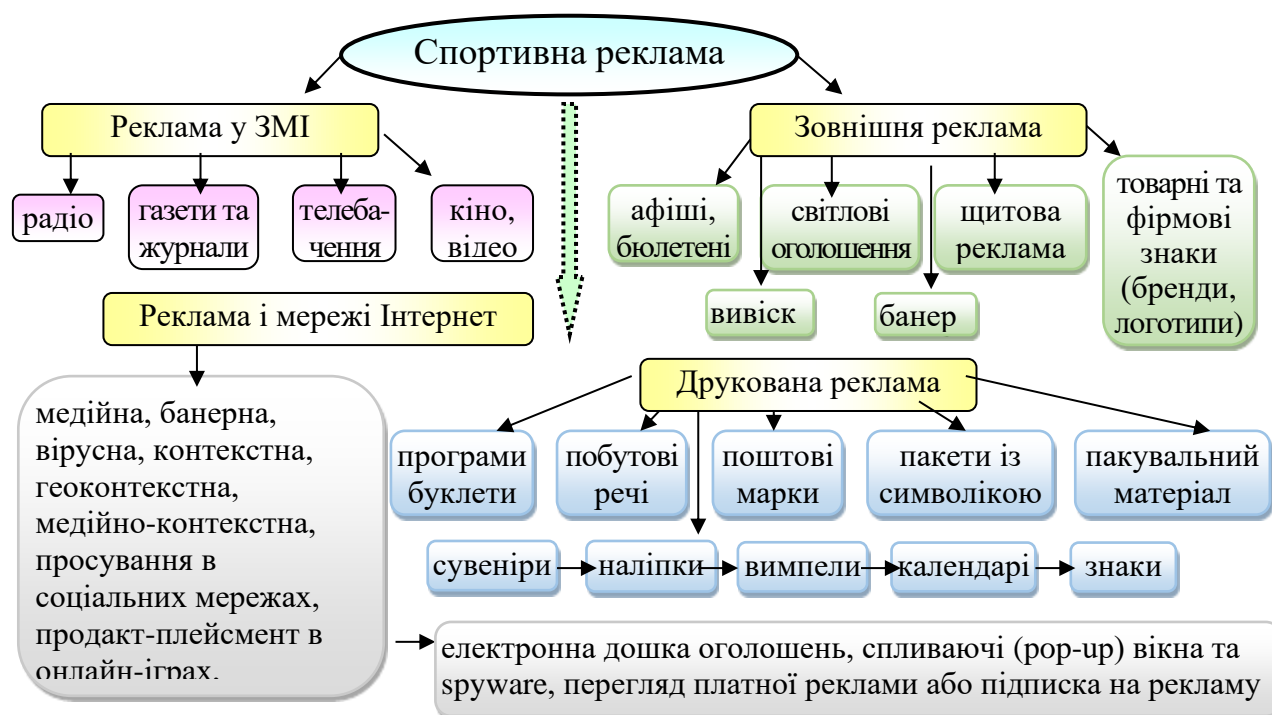 Спортивна реклама
Реклама у ЗМІ
радіо
газети та
журнали
телеба-
чення
кіно,
відео
Зовнішня реклама
афіші,
бюлетені
світлові
оголошення
щитова
реклама
товарні та
фірмові
знаки
(бренди,
логотипи)
вивіск
банер
Реклама і мережі Інтернет
медійна, банерна,
вірусна, контекстна,
геоконтекстна,
медійно-контекстна,
просування в
соціальних мережах,
продакт-плейсмент в
онлайн-іграх.
Друкована реклама
програми
буклети
побутові
речі
поштові
марки
пакети із
символікою
пакувальний
матеріал
сувеніри
наліпки
вимпели
календарі
знаки
електронна дошка оголошень, спливаючі (pop-up) вікна та
spyware, перегляд платної реклами або підписка на рекламу